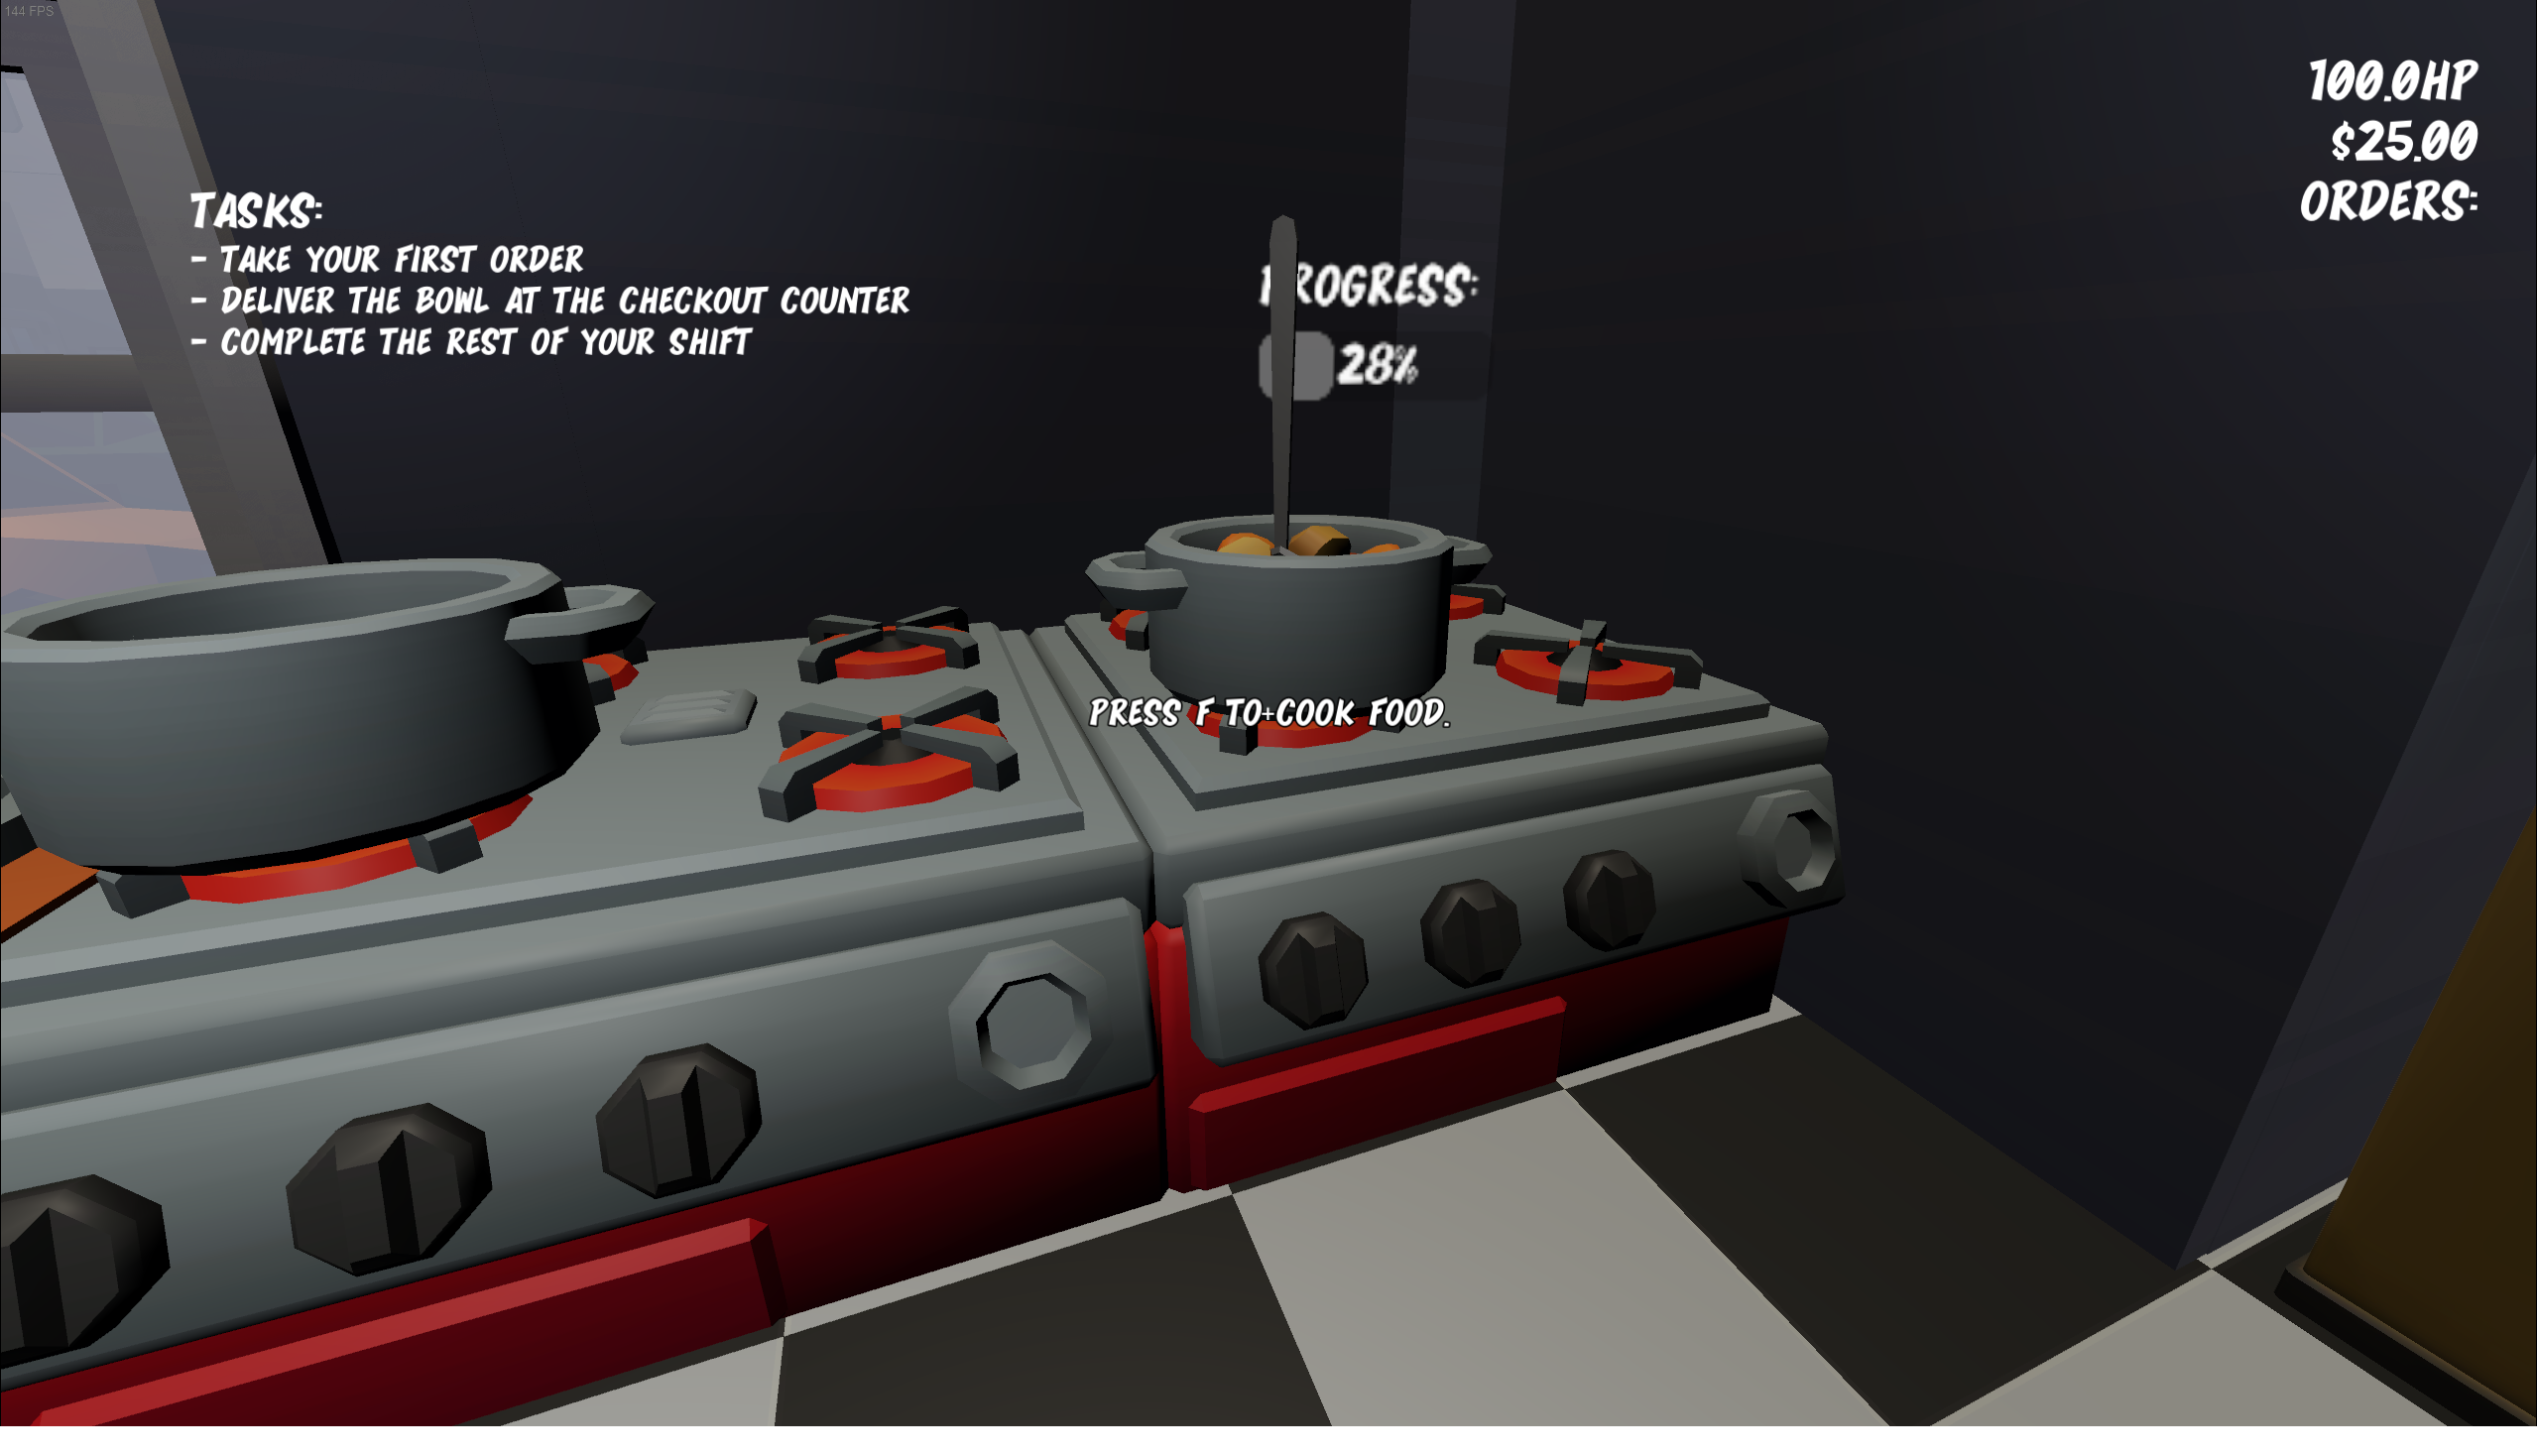 144 FPS
100.0HP
$25.00
ORDERS:
TASKS:
- TAKE YOUR FIRST ORDER
- DELIVER THE BOWL AT THE CHECKOUT COUNTER
- COMPLETE THE REST OF YOUR SHIFT
PROGRESS:
28%
PRESS F TO COOK FOOD.